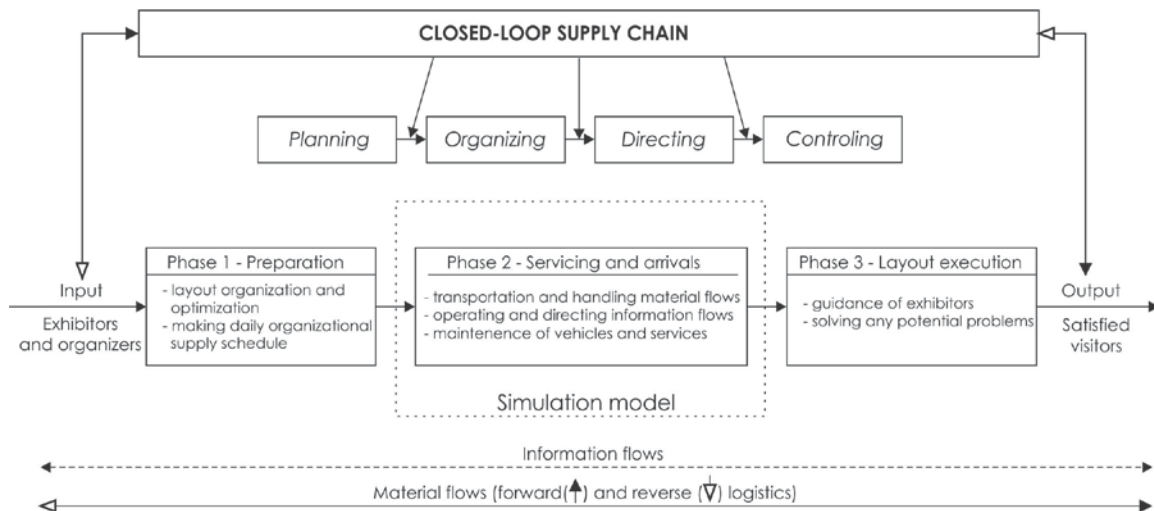 CLOSED-LOOP SUPPLY CHAIN
Planning
Organizing
Directing
Controling
Input
Exhibitors
and organizers
Phase 1 - Preparation
- layout organization and
optimization
- making daily organizational
supply schedule
Phase 2 - Servicing and arrivals
- transportation and handling material flows
- operating and directing information flows
- maintenence of vehicles and services
Simulation model
Phase 3 - Layout execution
- guidance of exhibitors
- solving any potential problems
Output
Satisfied
visitors
Information flows
Material flows (forward(↑) and reverse (▽) logistics)